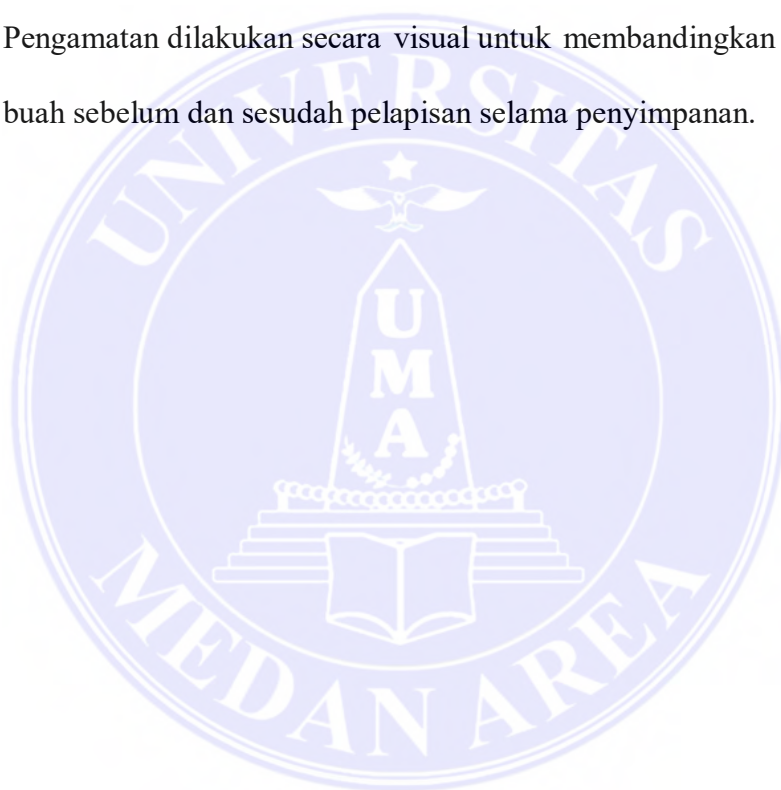 Pengamatan dilakukan secara visual untuk membandingkan
buah sebelum dan sesudah pelapisan selama penyimpanan.
UNIVERSITAS
U
M
A
MEDAN AREA